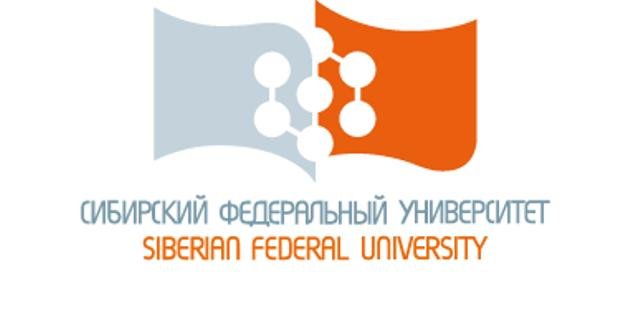 СИБИРСКИЙ ФЕДЕРАЛЬНЫЙ УНИВЕРСИТЕТ
SIBERIAN FEDERAL UNIVERSITY